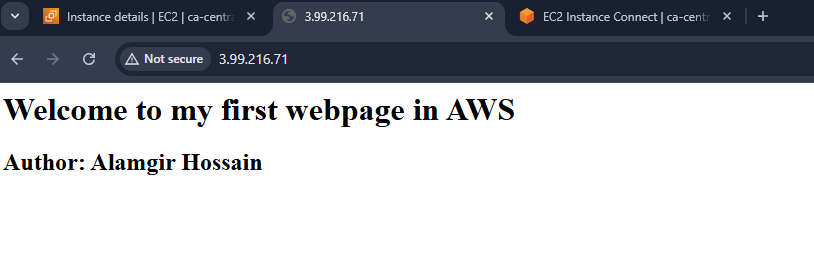 Instance details | EC2 | ca-centra
3.99.216.71
EC2 Instance Connect | ca-centr
Not secure
3.99.216.71
Welcome to my first webpage in AWS
Author: Alamgir Hossain